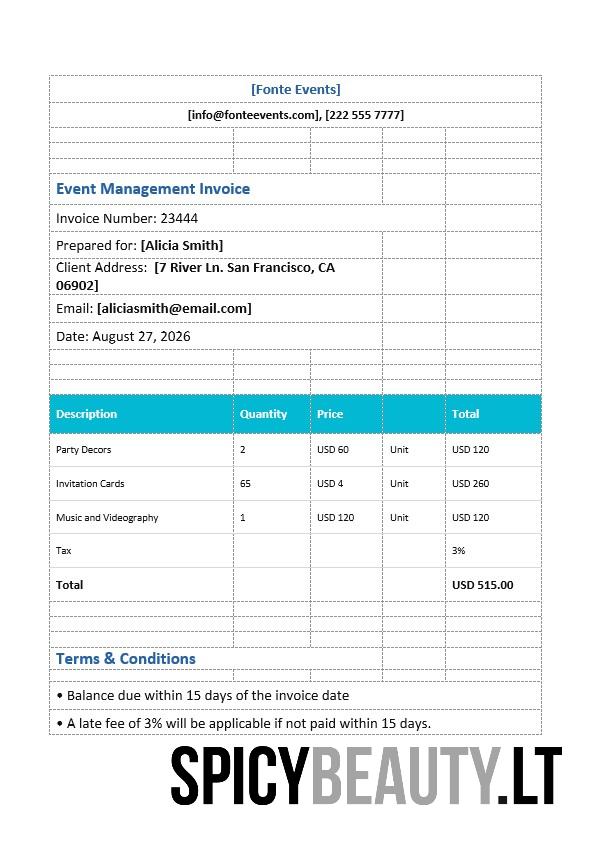 [Fonte Events]
[info@fonteevents.com], [222 555 7777]
Event Management Invoice
Invoice Number: 23444
Prepared for: [Alicia Smith]
Client Address: [7 River Ln. San Francisco, CA
06902]
Email: [aliciasmith@email.com]
Date: August 27, 2026
Description Quantity Price Total
Party Decors 2 USD 60 Unit USD 120
Invitation Cards 65 USD 4 Unit USD 260
Music and Videography 1 USD 120 Unit USD 120
Tax 3%
Total USD 515.00
Terms & Conditions
• Balance due within 15 days of the invoice date
• A late fee of 3% will be applicable if not paid within 15 days.
SPICYBEAUTY.LT